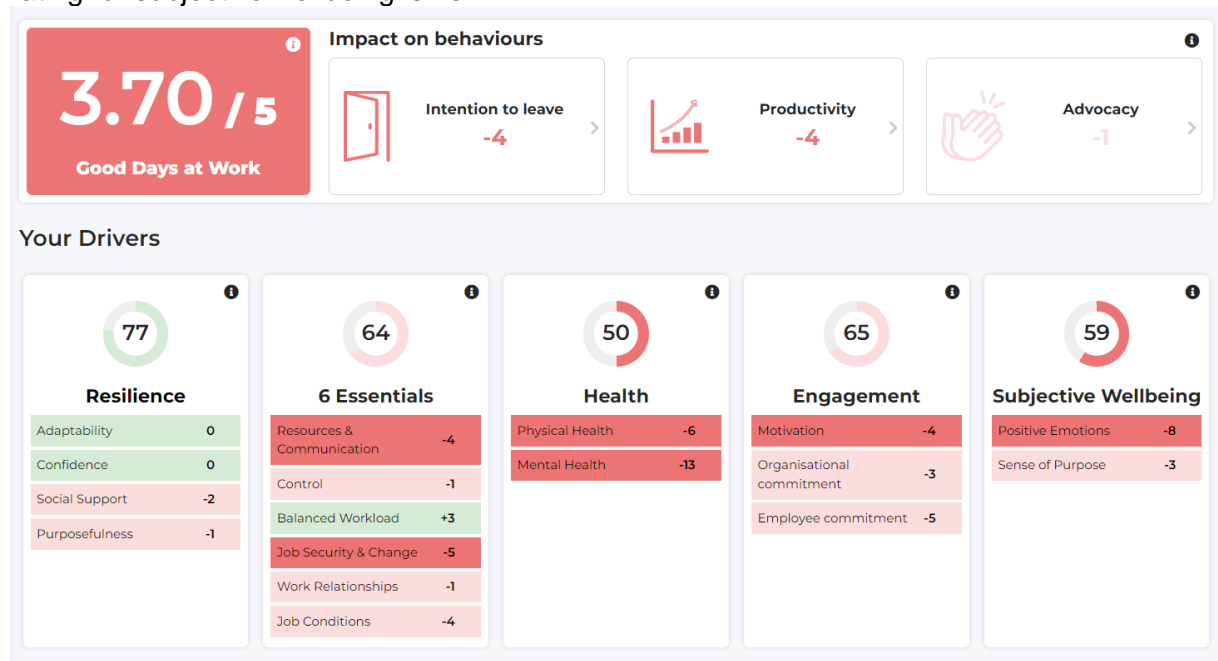 3.70 / 5
Good Days at Work
Impact on behaviours
Intention to leave
-4
Productivity
-4
Advocacy
-1
Your Drivers
77
Resilience
Adaptability 0
Confidence 0
Social Support -2
Purposefulness -1
64
6 Essentials
Resources &
Communication -4
Control -1
Balanced Workload +3
Job Security & Change -5
Work Relationships -1
Job Conditions -4
50
Health
Physical Health -6
Mental Health -13
65
Engagement
Motivation -4
Organisational
commitment -3
Employee commitment -5
59
Subjective Wellbeing
Positive Emotions -8
Sense of Purpose -3